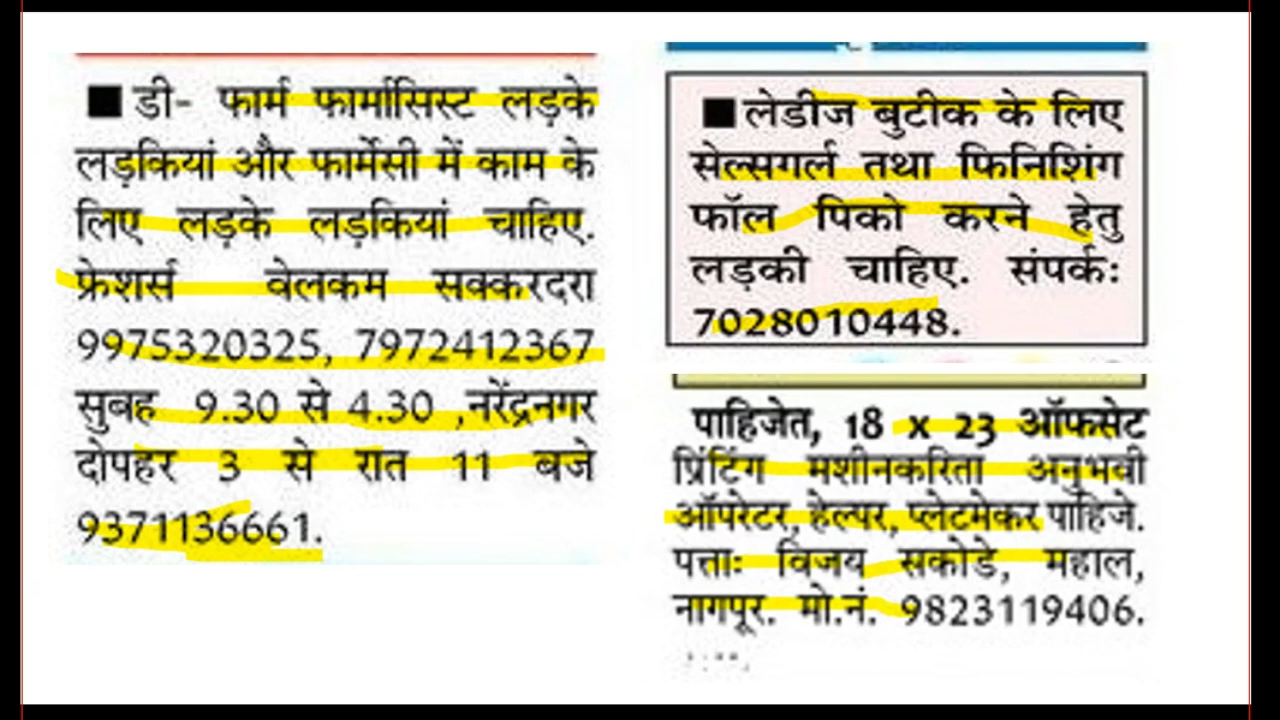 ■ डी- फार्म फार्मासिस्ट लड़के
लड़कियां और फार्मेसी में काम के
लिए लड़के लड़कियां चाहिए.
फ्रेशर्स वेलकम सक्करदरा
9975320325, 7972412367
सुबह 9.30 से 4.30 ,नरेंद्रनगर
दोपहर 3 से रात 11 बजे
9371136661.
■ लेडीज बुटीक के लिए
सेल्सगर्ल तथा फिनिशिंग
फॉल पिको करने हेतु
लड़की चाहिए. संपर्क:
7028010448.
पाहिजेत, 18 x 23 ऑफसेट
प्रिंटिंग मशीनकरिता अनुभवी
ऑपरेटर, हेल्पर, प्लेटमेकर पाहिजे.
पत्ता: विजय सकोडे, महाल,
नागपूर. मो.नं. 9823119406.